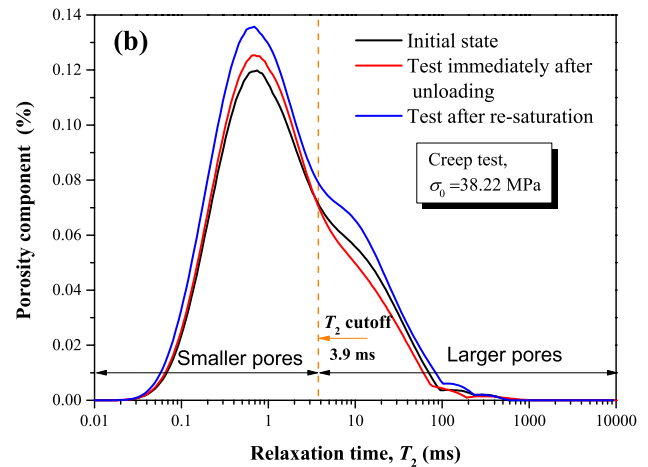 (b)
Initial state
Test immediately after
unloading
Test after re-saturation
Creep test,
σ0 =38.22 MPa
T2 cutoff
3.9 ms
Smaller pores
Larger pores
Porosity component (%)
0.14
0.12
0.10
0.08
0.06
0.04
0.02
0.00
0.01 0.1 1 10 100 1000 10000
Relaxation time, T2 (ms)